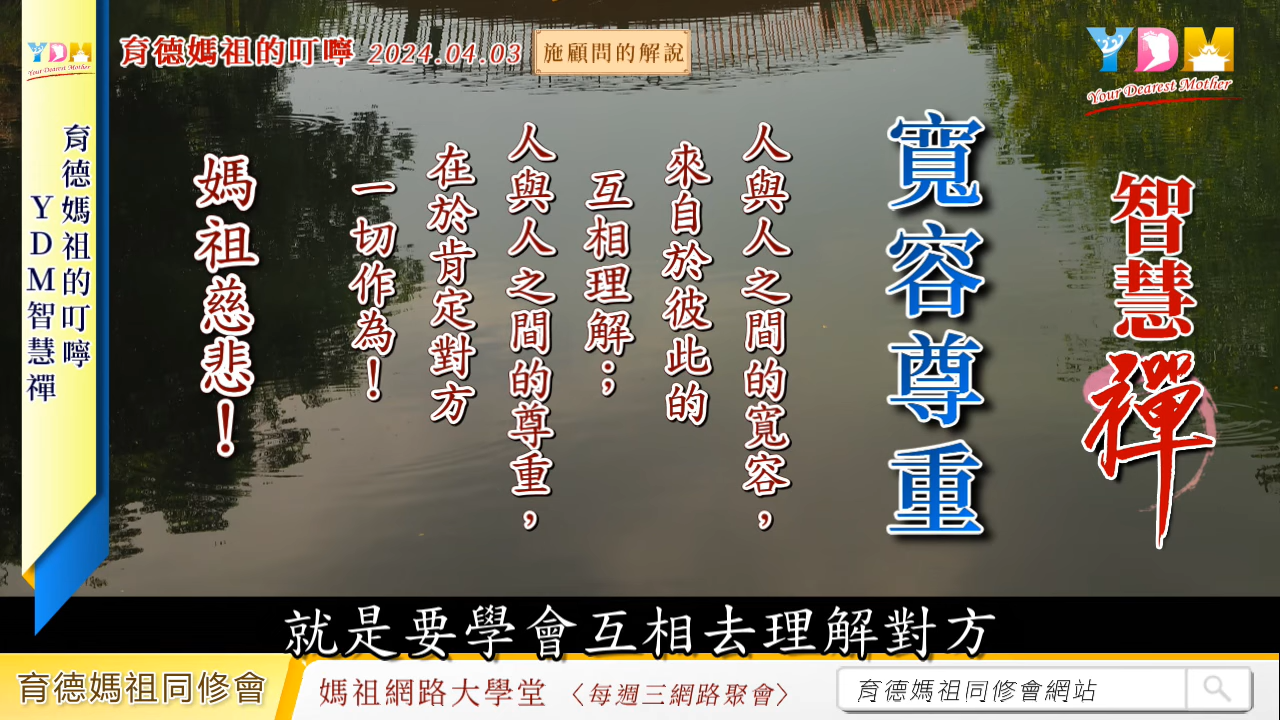 育德媽祖的叮嚀 2024.04.03 施顧問的解說
YDM
Your Dearest Mother
YDM
Your Dearest Mother
育德媽祖的叮嚀
YDM智慧禪
智慧禪
寬容尊重
人與人之間的寬容，
來自於彼此的
互相理解；
人與人之間的尊重，
在於肯定對方
一切作為！
媽祖慈悲！
就是要學會互相去理解對方
育德媽祖同修會
媽祖網路大學堂 〈每週三網路聚會〉
育德媽祖同修會網站